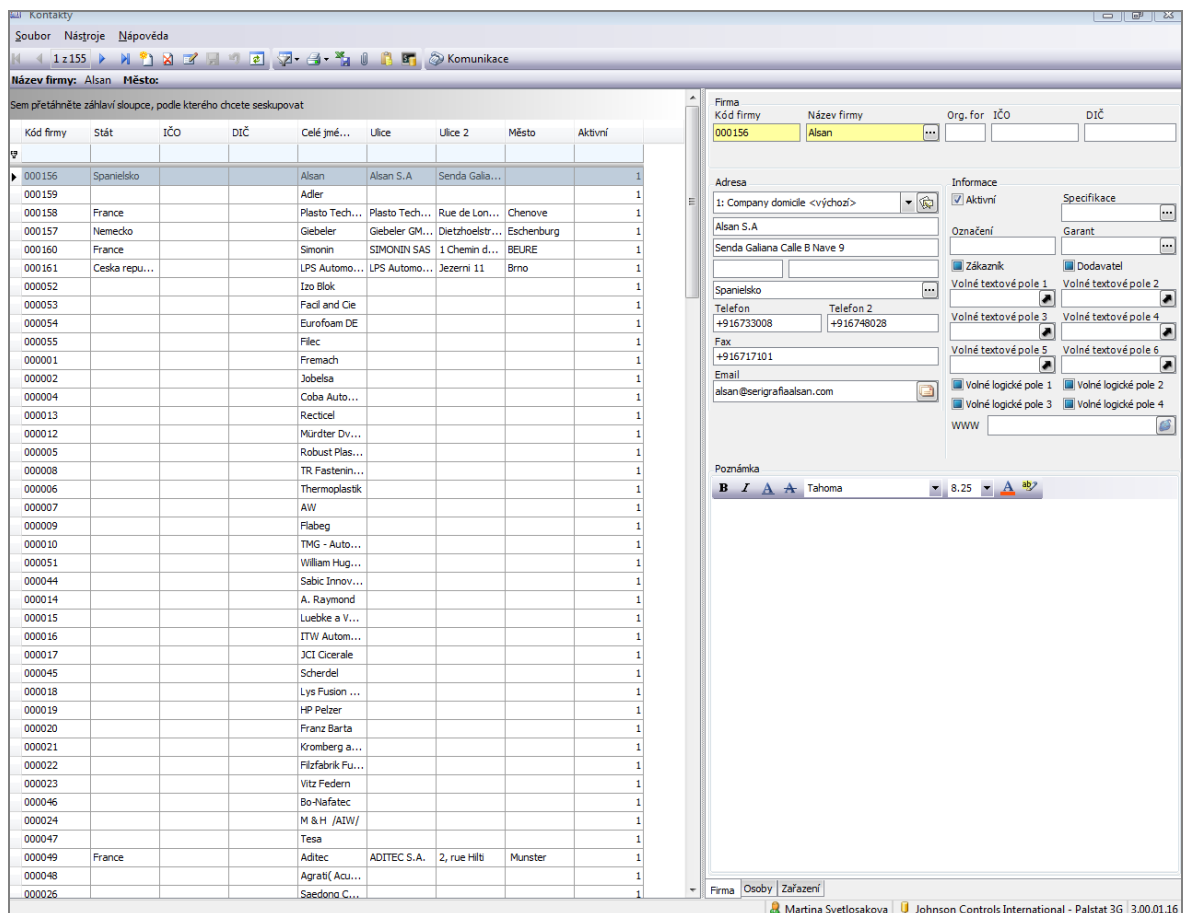 Kontakty
Soubor Nástroje Nápověda
1 z 155 Komunikace
Název firmy: Alsan Město:
Sem přetáhněte záhlaví sloupce, podle kterého chcete seskupovat
Kód firmy Stát IČO DIČ Celé jmé... Ulice Ulice 2 Město Aktivní
000156 Spanielsko Alsan Alsan S.A Senda Galia... 1
000159 Adler 1
000158 France Plasto Tech... Plasto Tech... Rue de Lon... Chenove 1
000157 Nemecko Giebeler Giebeler GM... Dietzhoelstr... Eschenburg 1
000160 France Simonin SIMONIN SAS 1 Chemin d... BEURE 1
000161 Ceska repu... LPS Automo... LPS Automo... Jezerni 11 Brno 1
000052 Izo Blok 1
000053 Facil and Cie 1
000054 Eurofoam DE 1
000055 Filec 1
000001 Fremach 1
000002 Jobelsa 1
000004 Coba Auto... 1
000013 Recticel 1
000012 Mürdter Dv... 1
000005 Robust Plas... 1
000008 TR Fastenin... 1
000006 Thermoplastik 1
000007 AW 1
000009 Flabeg 1
000010 TMG - Auto... 1
000051 William Hug... 1
000044 Sabic Innov... 1
000014 A. Raymond 1
000015 Luebke a V... 1
000016 ITW Autom... 1
000017 JCI Cicerale 1
000045 Scherdel 1
000018 Lys Fusion ... 1
000019 HP Pelzer 1
000020 Franz Barta 1
000021 Kromberg a... 1
000022 Filzfabrik Fu... 1
000023 Vitz Federn 1
000046 Bo-Nafatec 1
000024 M & H /AIW/ 1
000047 Tesa 1
000049 France Aditec ADITEC S.A. 2, rue Hilti Munster 1
000048 Agrati( Acu... 1
000026 Saedong C... 1
Firma
Kód firmy Název firmy Org. for IČO DIČ
000156 Alsan
Adresa
1: Company domicile <výchozí>
Alsan S.A
Senda Galiana Calle B Nave 9
Spanielsko
Telefon Telefon 2
+916733008 +916748028
Fax
+916717101
Email
alsan@serigrafiaalsan.com
Informace
Aktivní Specifikace
Označení Garant
Zákazník Dodavatel
Volné textové pole 1 Volné textové pole 2
Volné textové pole 3 Volné textové pole 4
Volné textové pole 5 Volné textové pole 6
Volné logické pole 1 Volné logické pole 2
Volné logické pole 3 Volné logické pole 4
WWW
Poznámka
B I A A Tahoma 8.25 A ab
Firma Osoby Zařazení
Martina Svetlosakova Johnson Controls International - Palstat 3G 3.00.01.16